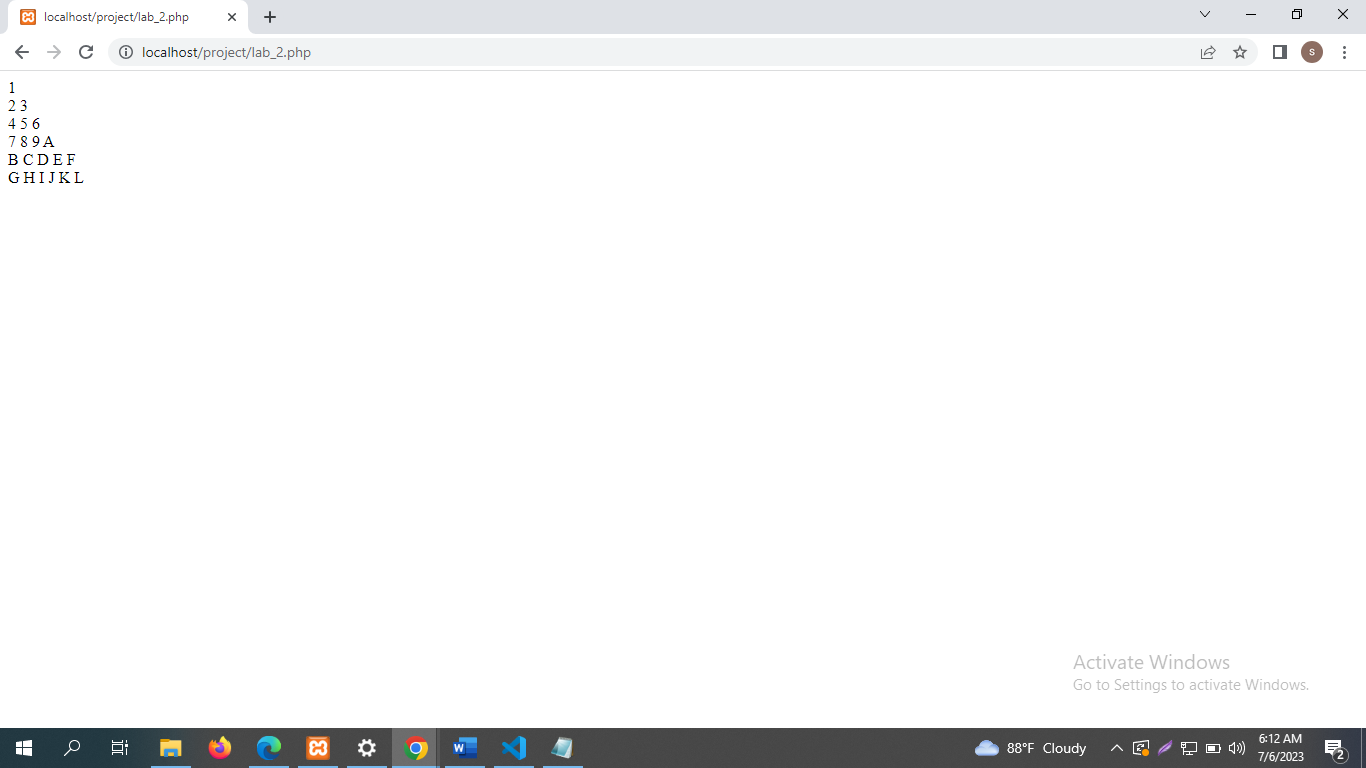 localhost/project/lab_2.php
localhost/project/lab_2.php
S
1
2 3
4 5 6
7 8 9 A
B C D E F
G H I J K L
Activate Windows
Go to Settings to activate Windows.
88°F Cloudy
6:12 AM
7/6/2023
2